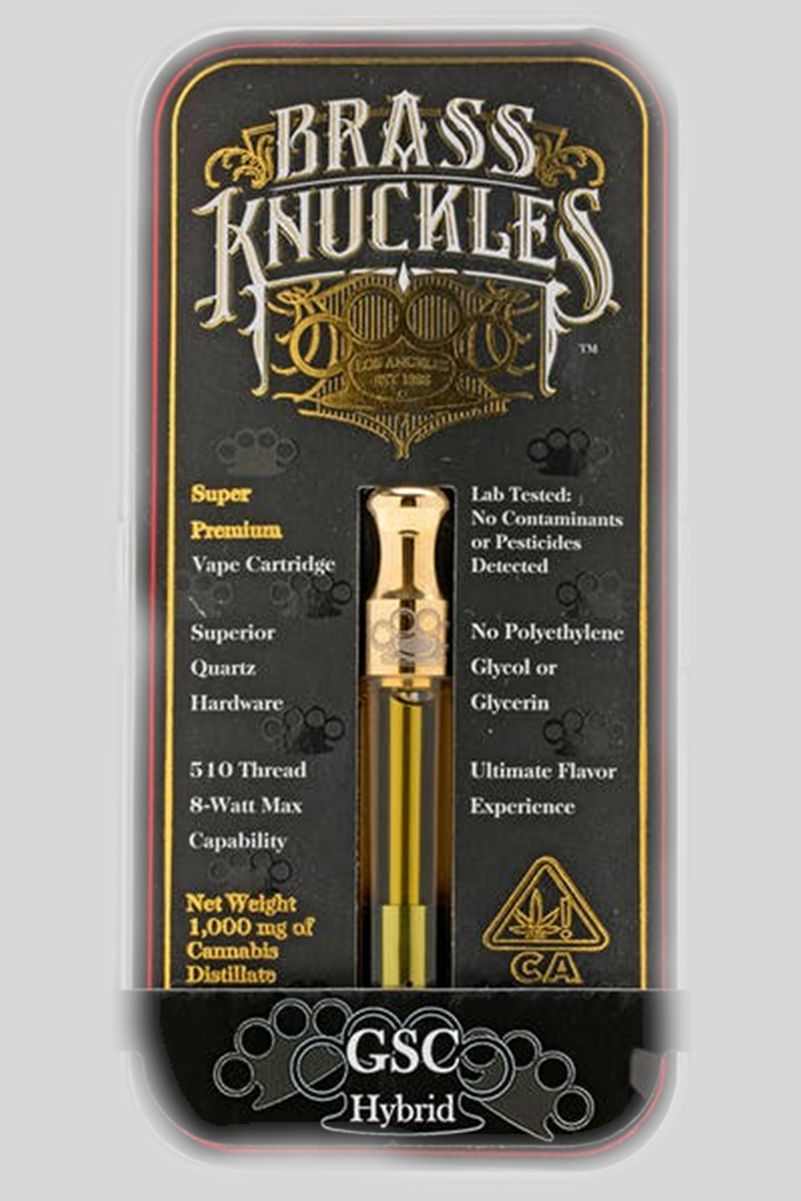 BRASS
KNUCKLES
LOS ANGELES
TM
Super
Premium
Vape Cartridge
Superior
Quartz
Hardware
510 Thread
8-Watt Max
Capability
Net Weight
1,000 mg of
Cannabis
Distillate
Lab Tested:
No Contaminants
or Pesticides
Detected
No Polyethylene
Glycol or
Glycerin
Ultimate Flavor
Experience
!
CA
GSC
Hybrid